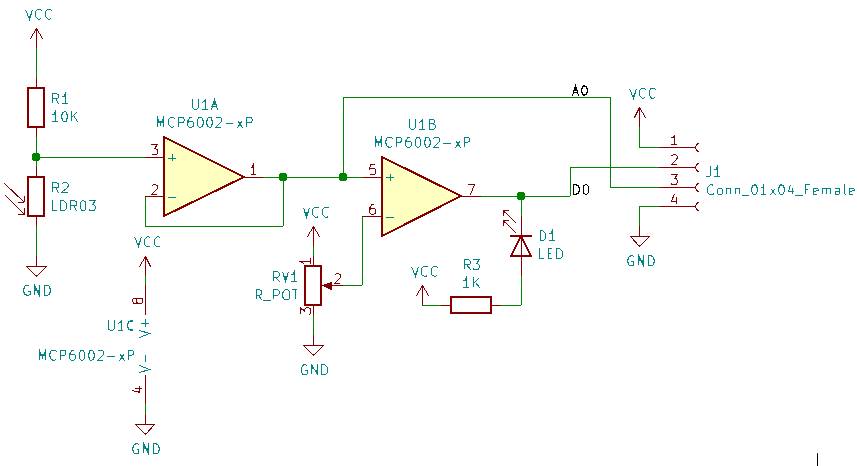 VCC
R1
10K
R2
LDR03
GND
U1A
MCP6002-xP
3
+
2
−
1
VCC
8
U1C
V+
V-
MCP6002-xP
4
GND
VCC
1
RV1
R_POT
2
3
GND
U1B
MCP6002-xP
5
+
6
−
7
A0
D0
D1
LED
VCC
R3
1K
VCC
1
2
3
4
J1
Conn_01x04_Female
GND